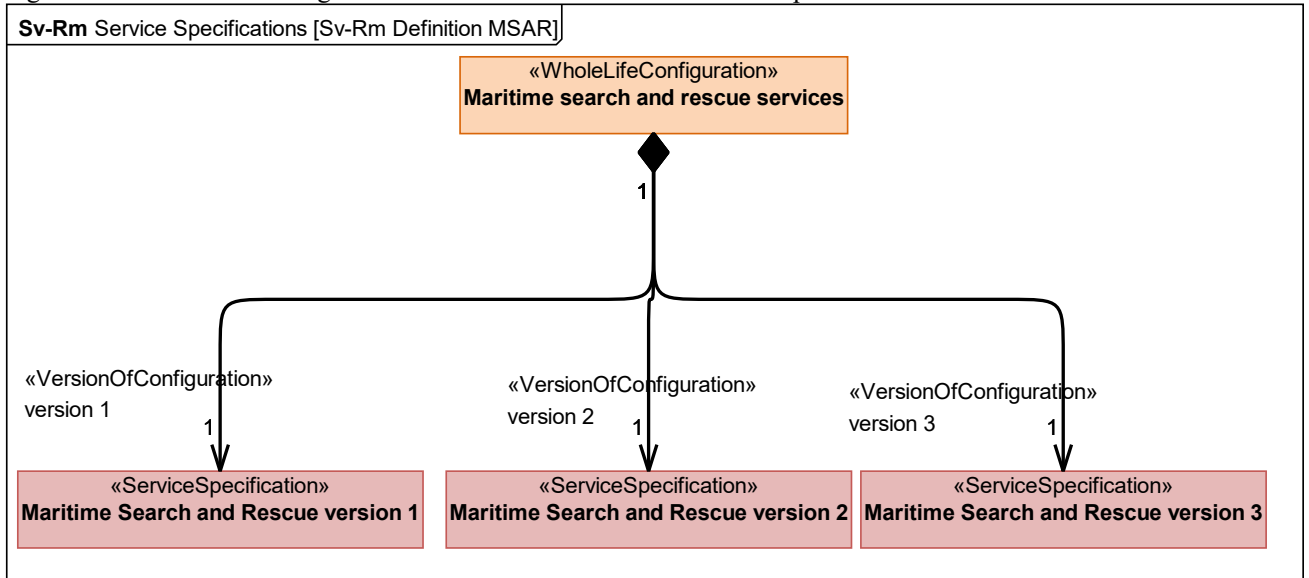 Sv-Rm Service Specifications [Sv-Rm Definition MSAR]
«WholeLifeConfiguration»
Maritime search and rescue services
1
«VersionOfConfiguration»
version 1
1
«VersionOfConfiguration»
version 2
1
«VersionOfConfiguration»
version 3
1
«ServiceSpecification»
Maritime Search and Rescue version 1
«ServiceSpecification»
Maritime Search and Rescue version 2
«ServiceSpecification»
Maritime Search and Rescue version 3